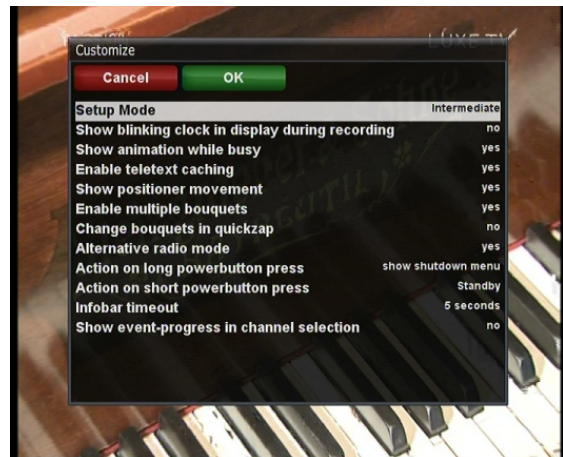 LUXE TV
Customize
Cancel OK
Setup Mode Intermediate
Show blinking clock in display during recording no
Show animation while busy yes
Enable teletext caching yes
Show positioner movement yes
Enable multiple bouquets yes
Change bouquets in quickzap no
Alternative radio mode yes
Action on long powerbutton press show shutdown menu
Action on short powerbutton press Standby
Infobar timeout 5 seconds
Show event-progress in channel selection no